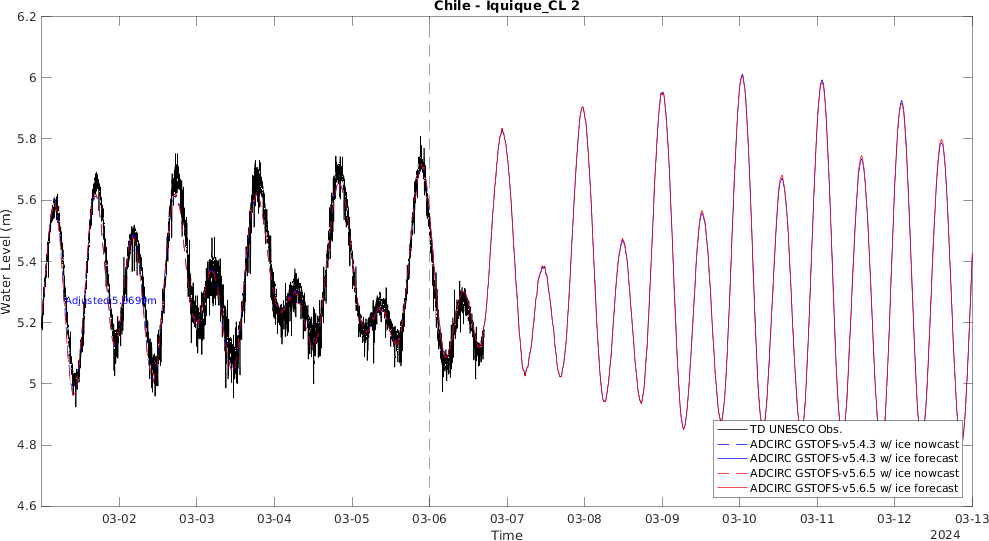 Chile - Iquique_CL 2
6.2
6
5.8
5.6
5.4
5.2
5
4.8
4.6
Water Level (m)
TD UNESCO Obs.
ADCIRC GSTOFS-v5.4.3 w/ ice nowcast
ADCIRC GSTOFS-v5.4.3 w/ ice forecast
ADCIRC GSTOFS-v5.6.5 w/ ice nowcast
ADCIRC GSTOFS-v5.6.5 w/ ice forecast
03-02 03-03 03-04 03-05 03-06 03-07 03-08 03-09 03-10 03-11 03-12 03-13
Time
2024